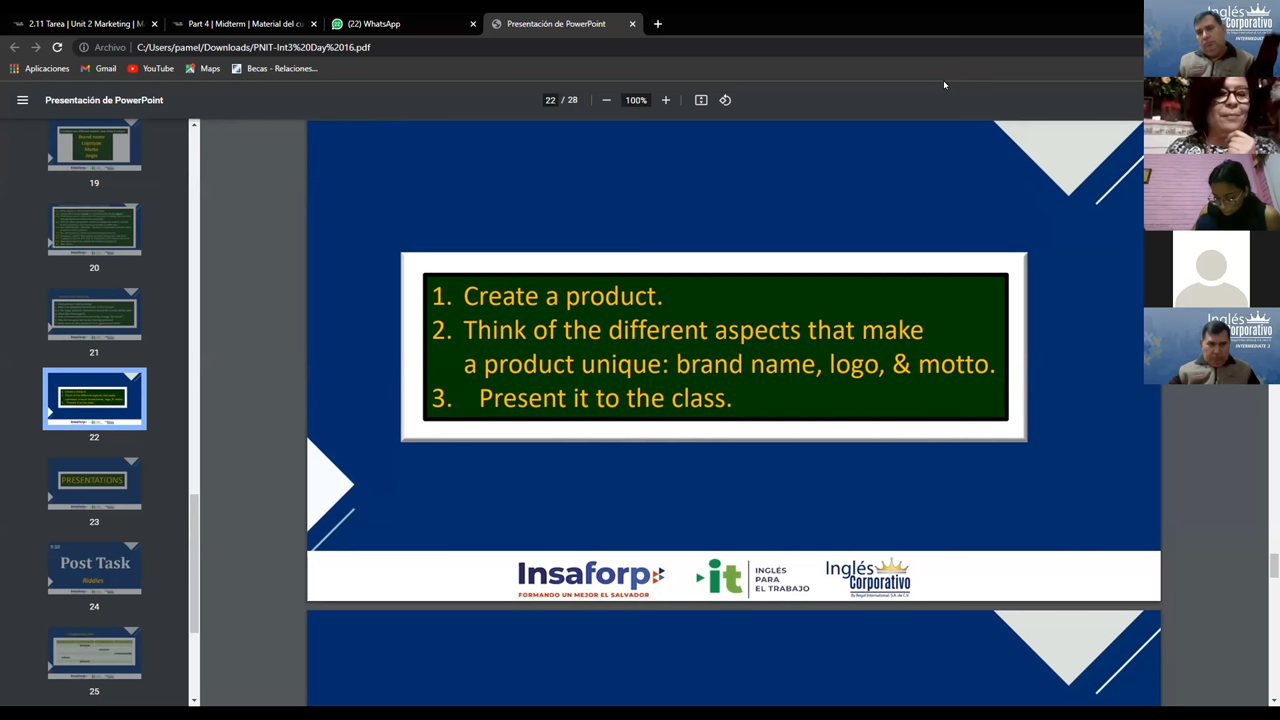 2.11 Tarea | Unit 2 Marketing | M
Part 4 | Midterm | Material del cu
(22) WhatsApp
Presentación de PowerPoint
Archivo
C:/Users/pamel/Downloads/PNIT-Int3%20Day%2016.pdf
Aplicaciones
Gmail
YouTube
Maps
Becas - Relaciones...
Presentación de PowerPoint
22 / 28
100%
19
20
21
22
PRESENTATIONS
23
Post Task
Riddles
24
25
1. Create a product.
2. Think of the different aspects that make
a product unique: brand name, logo, & motto.
3. Present it to the class.
Insaforp
FORMANDO UN MEJOR EL SALVADOR
it
INGLÉS
PARA
EL TRABAJO
Inglés
Corporativo
Inglés
Corporativo
INTERMEDIATE
Inglés
Corporativo
INTERMEDIATE 3